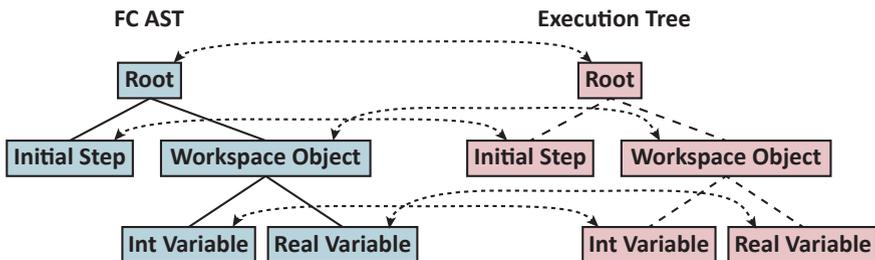 FC AST Execution Tree
Root Root
Initial Step Workspace Object Initial Step Workspace Object
Int Variable Real Variable Int Variable Real Variable